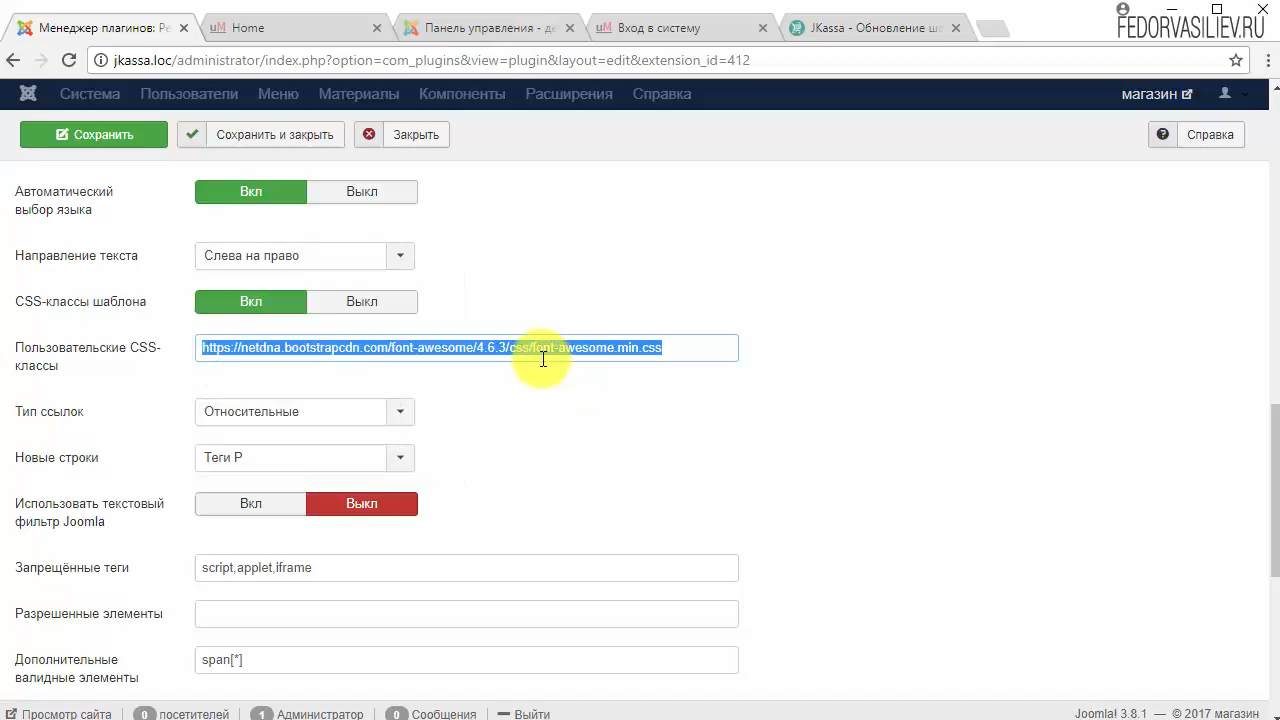 Менеджер плагинов: Ре
Home
Панель управления - де
Вход в систему
JKassa - Обновление шк
FEDORVASILIEV.RU
jkassa.loc/administrator/index.php?option=com_plugins&view=plugin&layout=edit&extension_id=412
Система Пользователи Меню Материалы Компоненты Расширения Справка магазин
Сохранить Сохранить и закрыть Закрыть Справка
Автоматический
выбор языка
Вкл Выкл
Направление текста Слева на право
CSS-классы шаблона Вкл Выкл
Пользовательские CSS-
классы
https://netdna.bootstrapcdn.com/font-awesome/4.6.3/css/font-awesome.min.css
Тип ссылок Относительные
Новые строки Теги P
Использовать текстовый
фильтр Joomla
Вкл Выкл
Запрещённые теги script,applet,iframe
Разрешенные элементы
Дополнительные
валидные элементы
span[*]
Просмотр сайта 0 посетителей 1 Администратор 0 Сообщения Выйти Joomla! 3.8.1 — © 2017 магазин